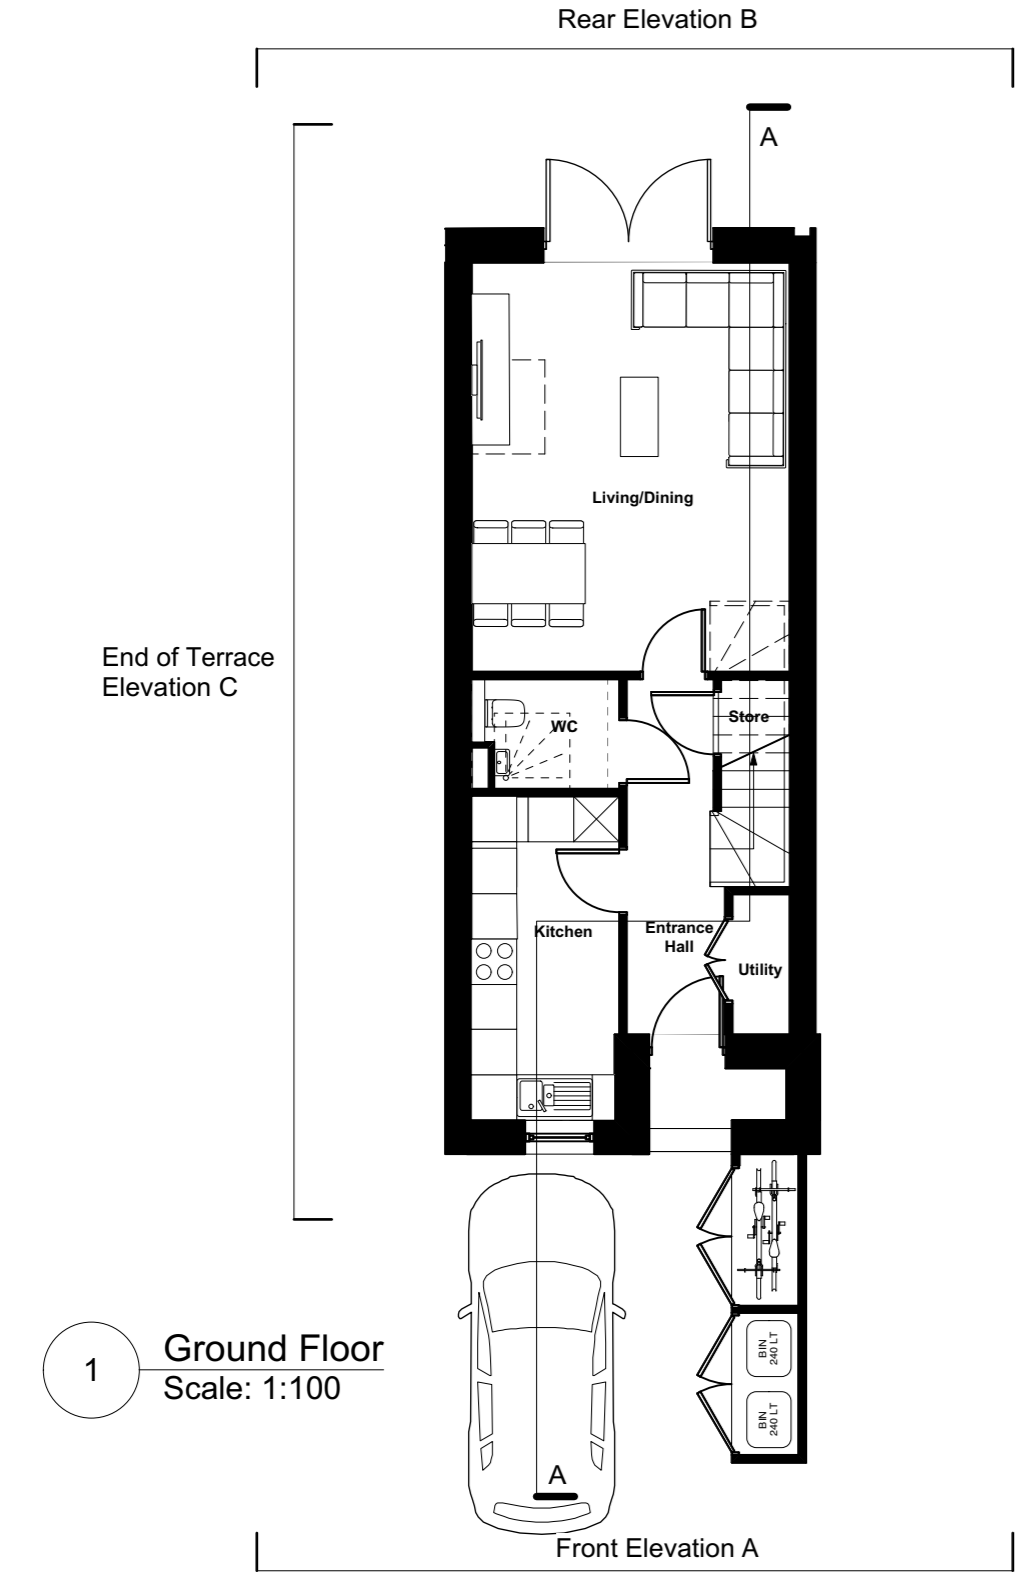 Rear Elevation B
A
Living/Dining
End of Terrace
Elevation C
WC
Store
Kitchen
Entrance
Hall
Utility
1
Ground Floor
Scale: 1:100
BIN
240 LT
BIN
240 LT
A
Front Elevation A